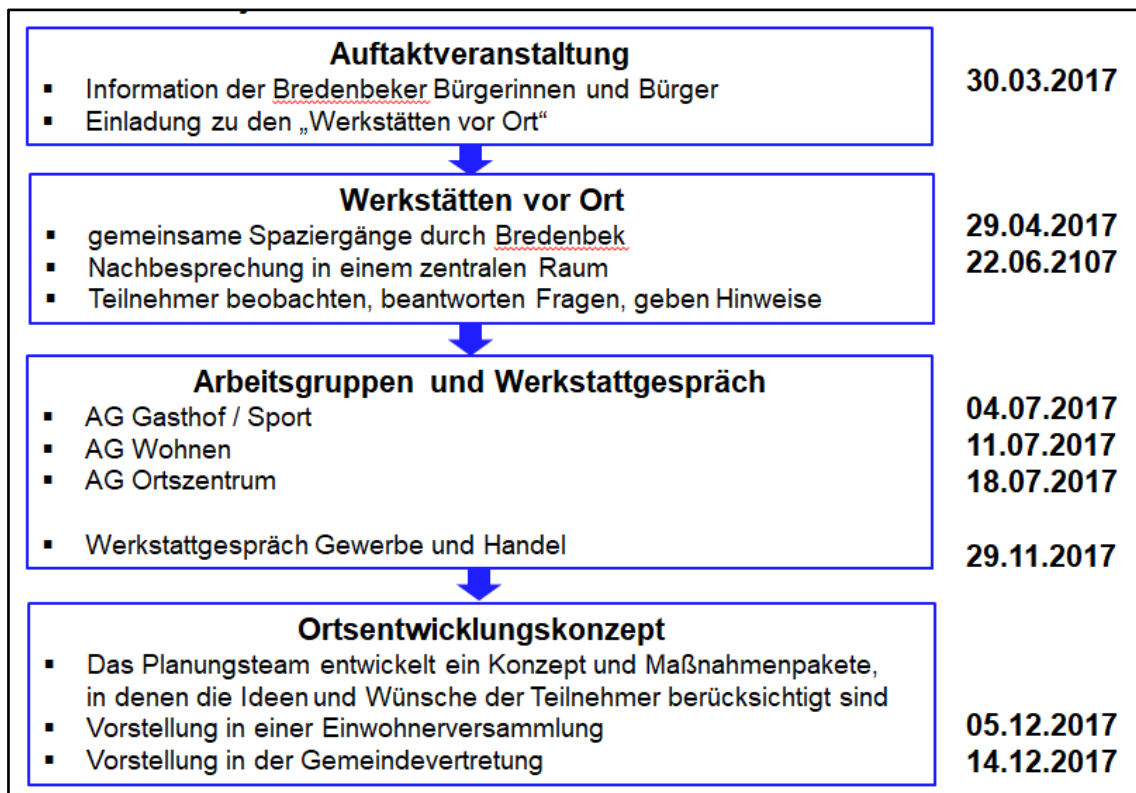 Auftaktveranstaltung
▪ Information der Bredenbeker Bürgerinnen und Bürger
30.03.2017
▪ Einladung zu den „Werkstätten vor Ort“
Werkstätten vor Ort
▪ gemeinsame Spaziergänge durch Bredenbek
29.04.2017
▪ Nachbesprechung in einem zentralen Raum
22.06.2107
▪ Teilnehmer beobachten, beantworten Fragen, geben Hinweise
Arbeitsgruppen und Werkstattgespräch
▪ AG Gasthof / Sport
04.07.2017
▪ AG Wohnen
11.07.2017
▪ AG Ortszentrum
18.07.2017
▪ Werkstattgespräch Gewerbe und Handel
29.11.2017
Ortsentwicklungskonzept
▪ Das Planungsteam entwickelt ein Konzept und Maßnahmenpakete,
in denen die Ideen und Wünsche der Teilnehmer berücksichtigt sind
▪ Vorstellung in einer Einwohnerversammlung
05.12.2017
▪ Vorstellung in der Gemeindevertretung
14.12.2017